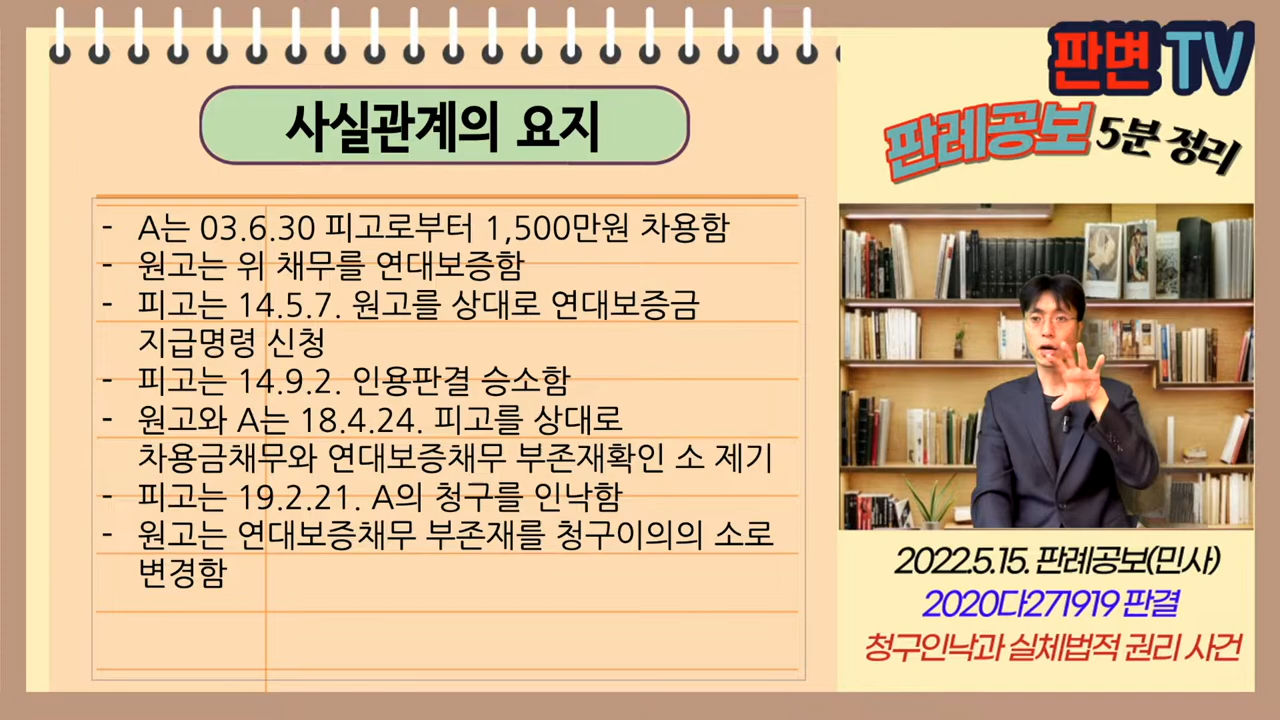 사실관계의 요지
- A는 03.6.30 피고로부터 1,500만원 차용함
- 원고는 위 채무를 연대보증함
- 피고는 14.5.7. 원고를 상대로 연대보증금
지급명령 신청
- 피고는 14.9.2. 인용판결 승소함
- 원고와 A는 18.4.24. 피고를 상대로
차용금채무와 연대보증채무 부존재확인 소 제기
- 피고는 19.2.21. A의 청구를 인낙함
- 원고는 연대보증채무 부존재를 청구이의의 소로
변경함
판변 TV
판례공보 5분 정리
2022.5.15. 판례공보(민사)
2020다271919 판결
청구인낙과 실체법적 권리 사건